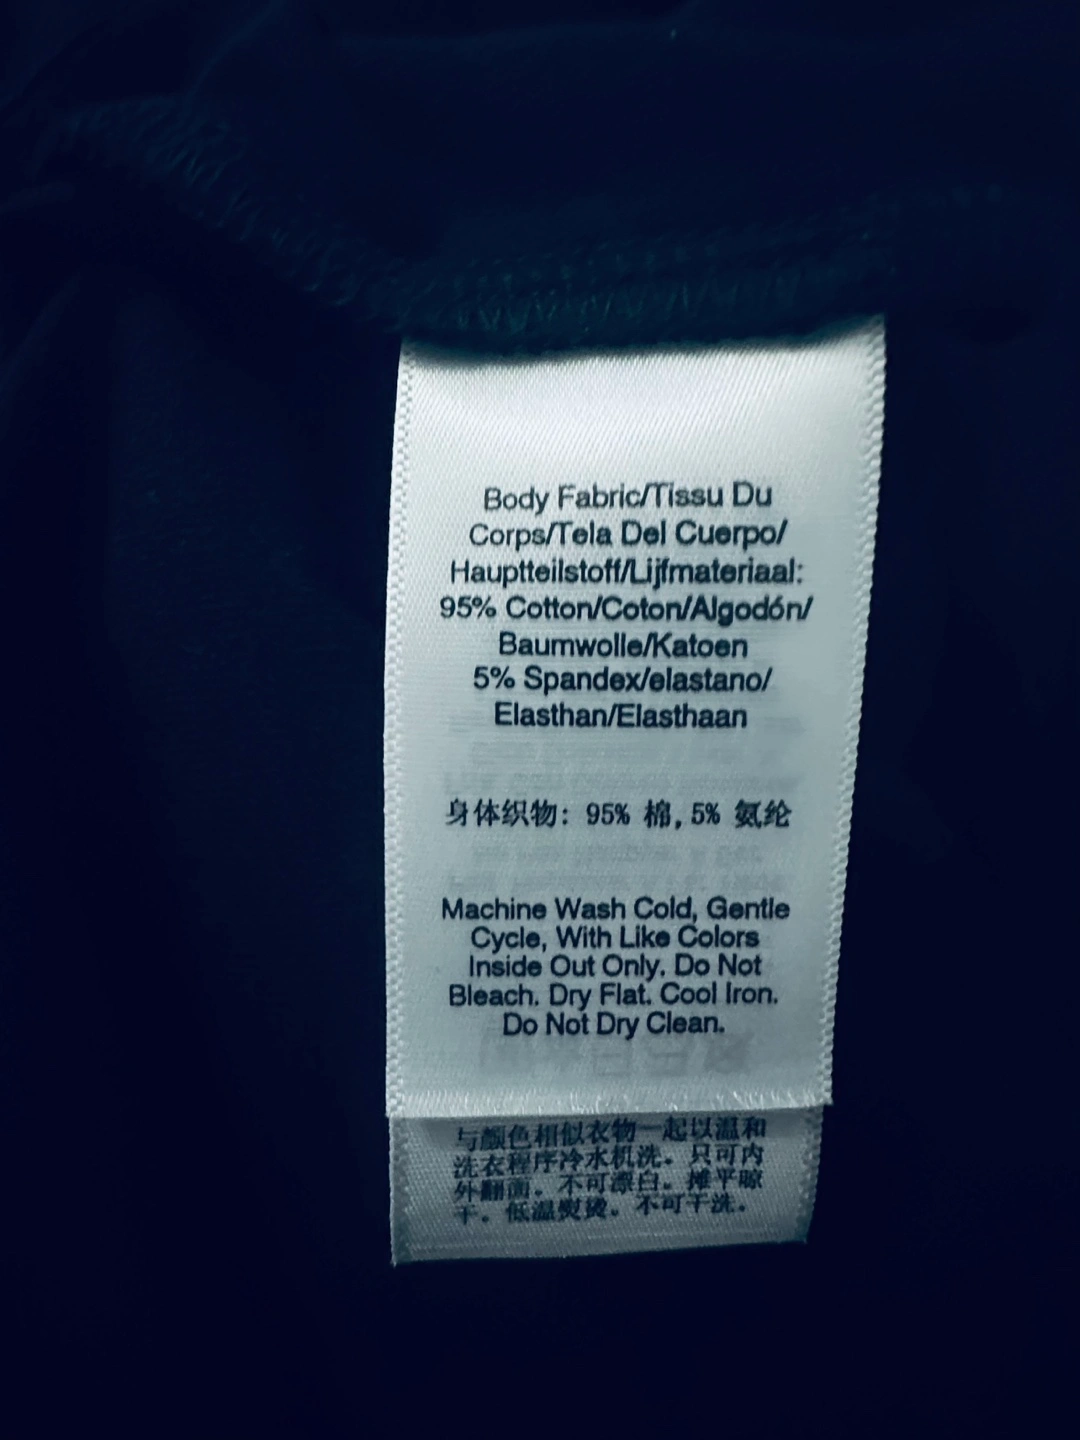 Body Fabric/Tissu Du
Corps/Tela Del Cuerpo/
Hauptteilstoff/Lijfmateriaal:
95% Cotton/Coton/Algodón/
Baumwolle/Katoen
5% Spandex/elastano/
Elasthan/Elasthaan
身体织物: 95% 棉, 5% 氨纶
Machine Wash Cold, Gentle
Cycle, With Like Colors
Inside Out Only. Do Not
Bleach. Dry Flat. Cool Iron.
Do Not Dry Clean.
与颜色相似衣物一起以温和
洗衣程序冷水机洗。只可内
外翻面。不可漂白。摊平晾
干。低温熨烫。不可干洗。